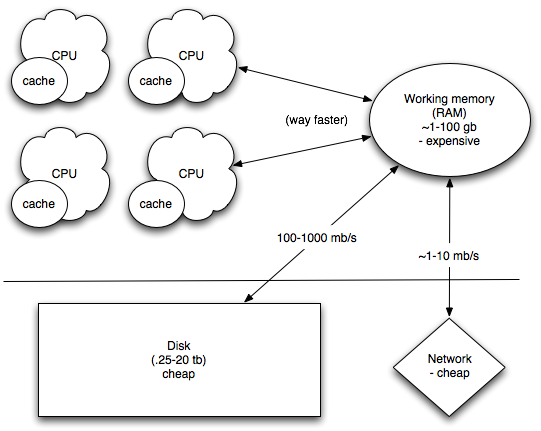 CPU
cache
CPU
cache
(way faster)
Working memory
(RAM)
~1-100 gb
- expensive
CPU
cache
CPU
cache
100-1000 mb/s
~1-10 mb/s
Disk
(.25-20 tb)
cheap
Network
- cheap